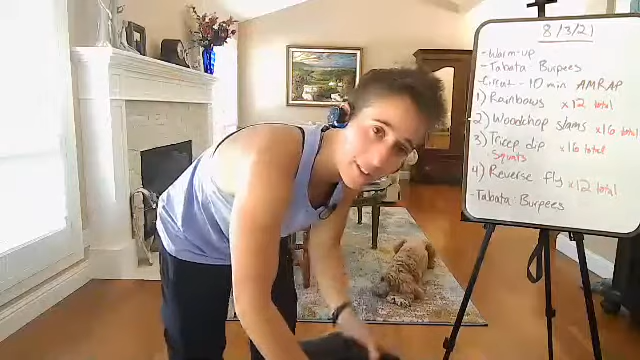 8/3/21
- Warm-up
- Tabata: Burpees
- Circuit - 10 min AMRAP
1) Rainbows x12 total
2) Woodchop slams x16 total
3) Tricep dip x16 total
squats
4) Reverse fly x12 total
- Tabata: Burpees